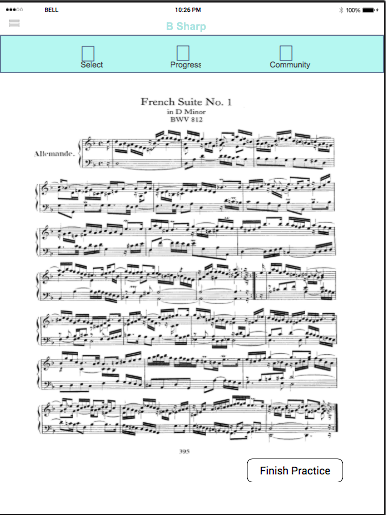 BELL 10:26 PM 100%
B Sharp
Select Progress Community
French Suite No. 1
in D Minor
BWV 812
Allemande.
395
Finish Practice